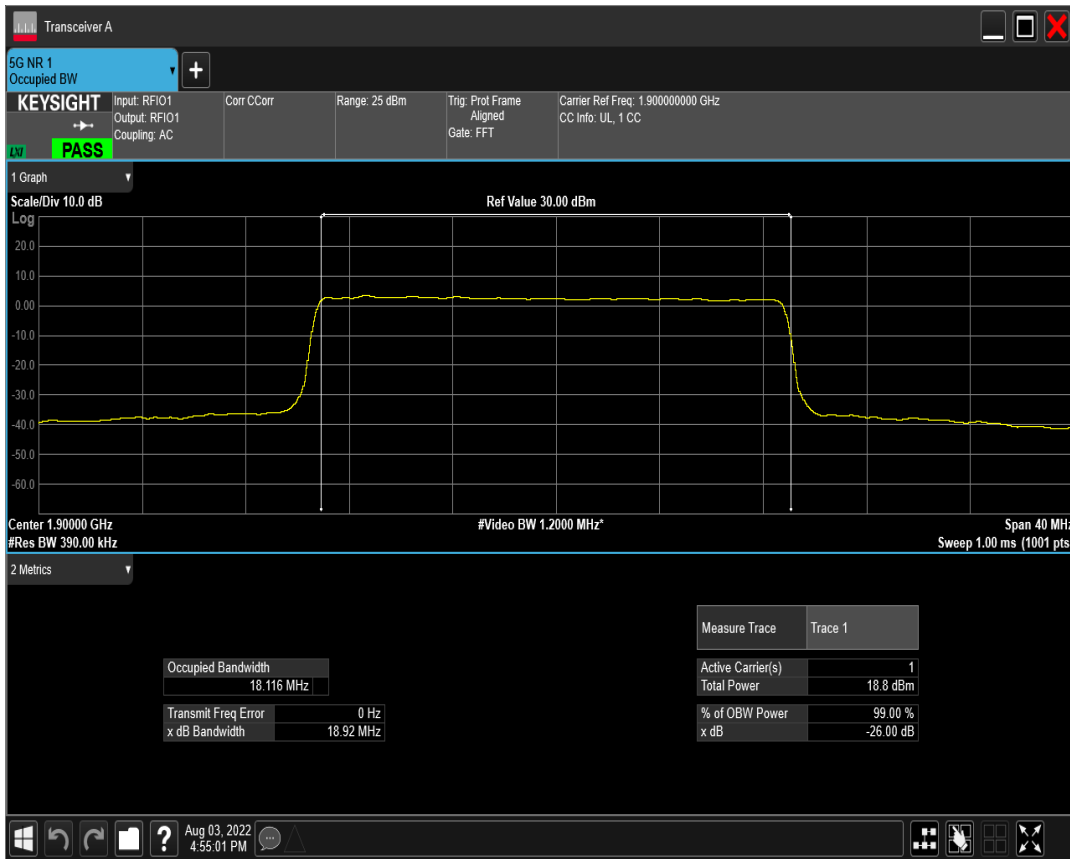 Transceiver A
5G NR 1
Occupied BW
+
KEYSIGHT
LXI
PASS
Input: RFIO1
Output: RFIO1
Coupling: AC
Corr CCorr
Range: 25 dBm
Trig: Prot Frame
Aligned
Gate: FFT
Carrier Ref Freq: 1.900000000 GHz
CC Info: UL, 1 CC
1 Graph
Scale/Div 10.0 dB
Ref Value 30.00 dBm
Log
20.0
10.0
0.00
-10.0
-20.0
-30.0
-40.0
-50.0
-60.0
Center 1.90000 GHz
#Video BW 1.2000 MHz*
Span 40 MHz
#Res BW 390.00 kHz
Sweep 1.00 ms (1001 pts
2 Metrics
Measure Trace Trace 1
Occupied Bandwidth
18.116 MHz
Active Carrier(s) 1
Total Power 18.8 dBm
Transmit Freq Error 0 Hz
x dB Bandwidth 18.92 MHz
% of OBW Power 99.00 %
x dB -26.00 dB
?
Aug 03, 2022
4:55:01 PM